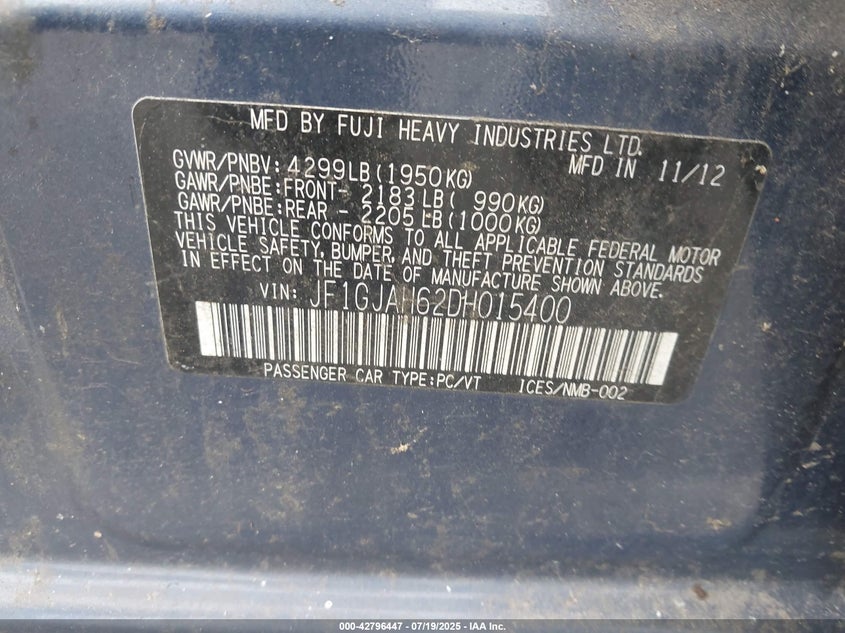 MFD BY FUJI HEAVY INDUSTRIES LTD.
GVWR/PNBV: 4299LB(1950KG) MFD IN 11/12
GAWR/PNBE:FRONT- 2183LB( 990KG)
GAWR/PNBE:REAR - 2205LB(1000KG)
THIS VEHICLE CONFORMS TO ALL APPLICABLE FEDERAL MOTOR
VEHICLE SAFETY, BUMPER, AND THEFT PREVENTION STANDARDS
IN EFFECT ON THE DATE OF MANUFACTURE SHOWN ABOVE.
VIN: JF1GJAH62DH015400
PASSENGER CAR TYPE:PC/VT ICES/NMB-002
000-42796447 - 07/19/2025 - IAA Inc.